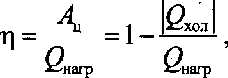 η = Aц / Qнагр = 1 − |Qхол| / Qнагр ,